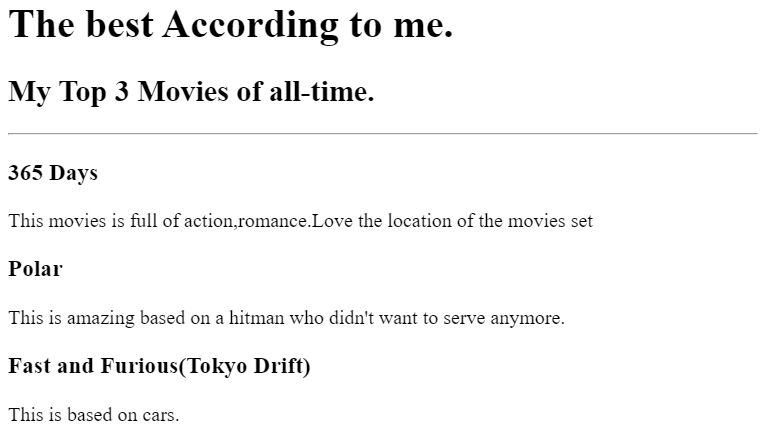 The best According to me.
My Top 3 Movies of all-time.
365 Days
This movies is full of action,romance.Love the location of the movies set
Polar
This is amazing based on a hitman who didn't want to serve anymore.
Fast and Furious(Tokyo Drift)
This is based on cars.